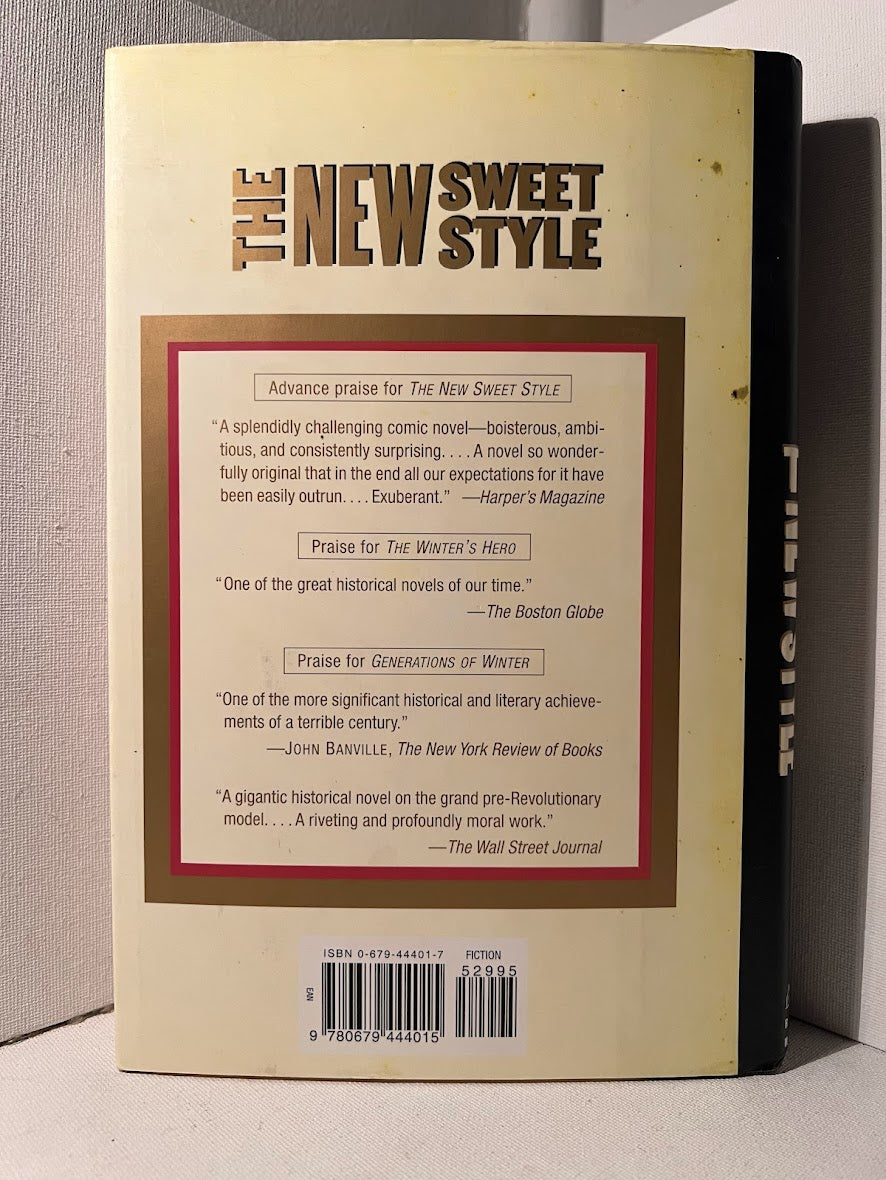 THE NEW SWEET STYLE
Advance praise for THE NEW SWEET STYLE
“A splendidly challenging comic novel—boisterous, ambi-
tious, and consistently surprising. . . . A novel so wonder-
fully original that in the end all our expectations for it have
been easily outrun. . . . Exuberant.” —Harper's Magazine
Praise for THE WINTER'S HERO
“One of the great historical novels of our time.”
—The Boston Globe
Praise for GENERATIONS OF WINTER
“One of the more significant historical and literary achieve-
ments of a terrible century.”
—JOHN BANVILLE, The New York Review of Books
“A gigantic historical novel on the grand pre-Revolutionary
model. . . . A riveting and profoundly moral work.”
—The Wall Street Journal
ISBN 0-679-44401-7 FICTION
52995
EAN
9 780679 444015